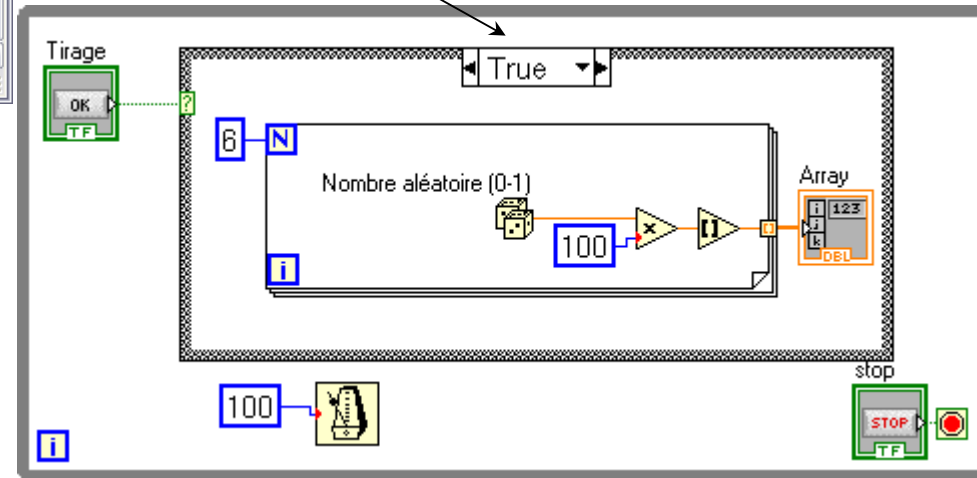 Tirage
OK
TF
?
True
6
N
Nombre aléatoire (0-1)
100
i
Array
i
j
k
123
DBL
100
i
stop
STOP
TF